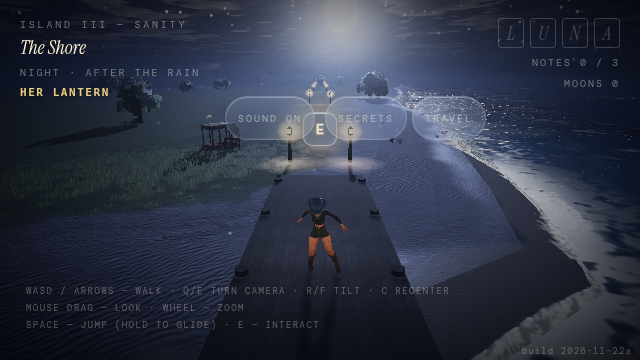 ISLAND III — SANITY
The Shore
NIGHT · AFTER THE RAIN
HER LANTERN
L U N A
NOTES 0 / 3
MOONS 0
SOUND ON
E
SECRETS
TRAVEL
WASD / ARROWS — WALK · Q/E TURN CAMERA · R/F TILT · C RECENTER
MOUSE DRAG — LOOK · WHEEL — ZOOM
SPACE — JUMP (HOLD TO GLIDE) · E — INTERACT
build 2026-11-22a